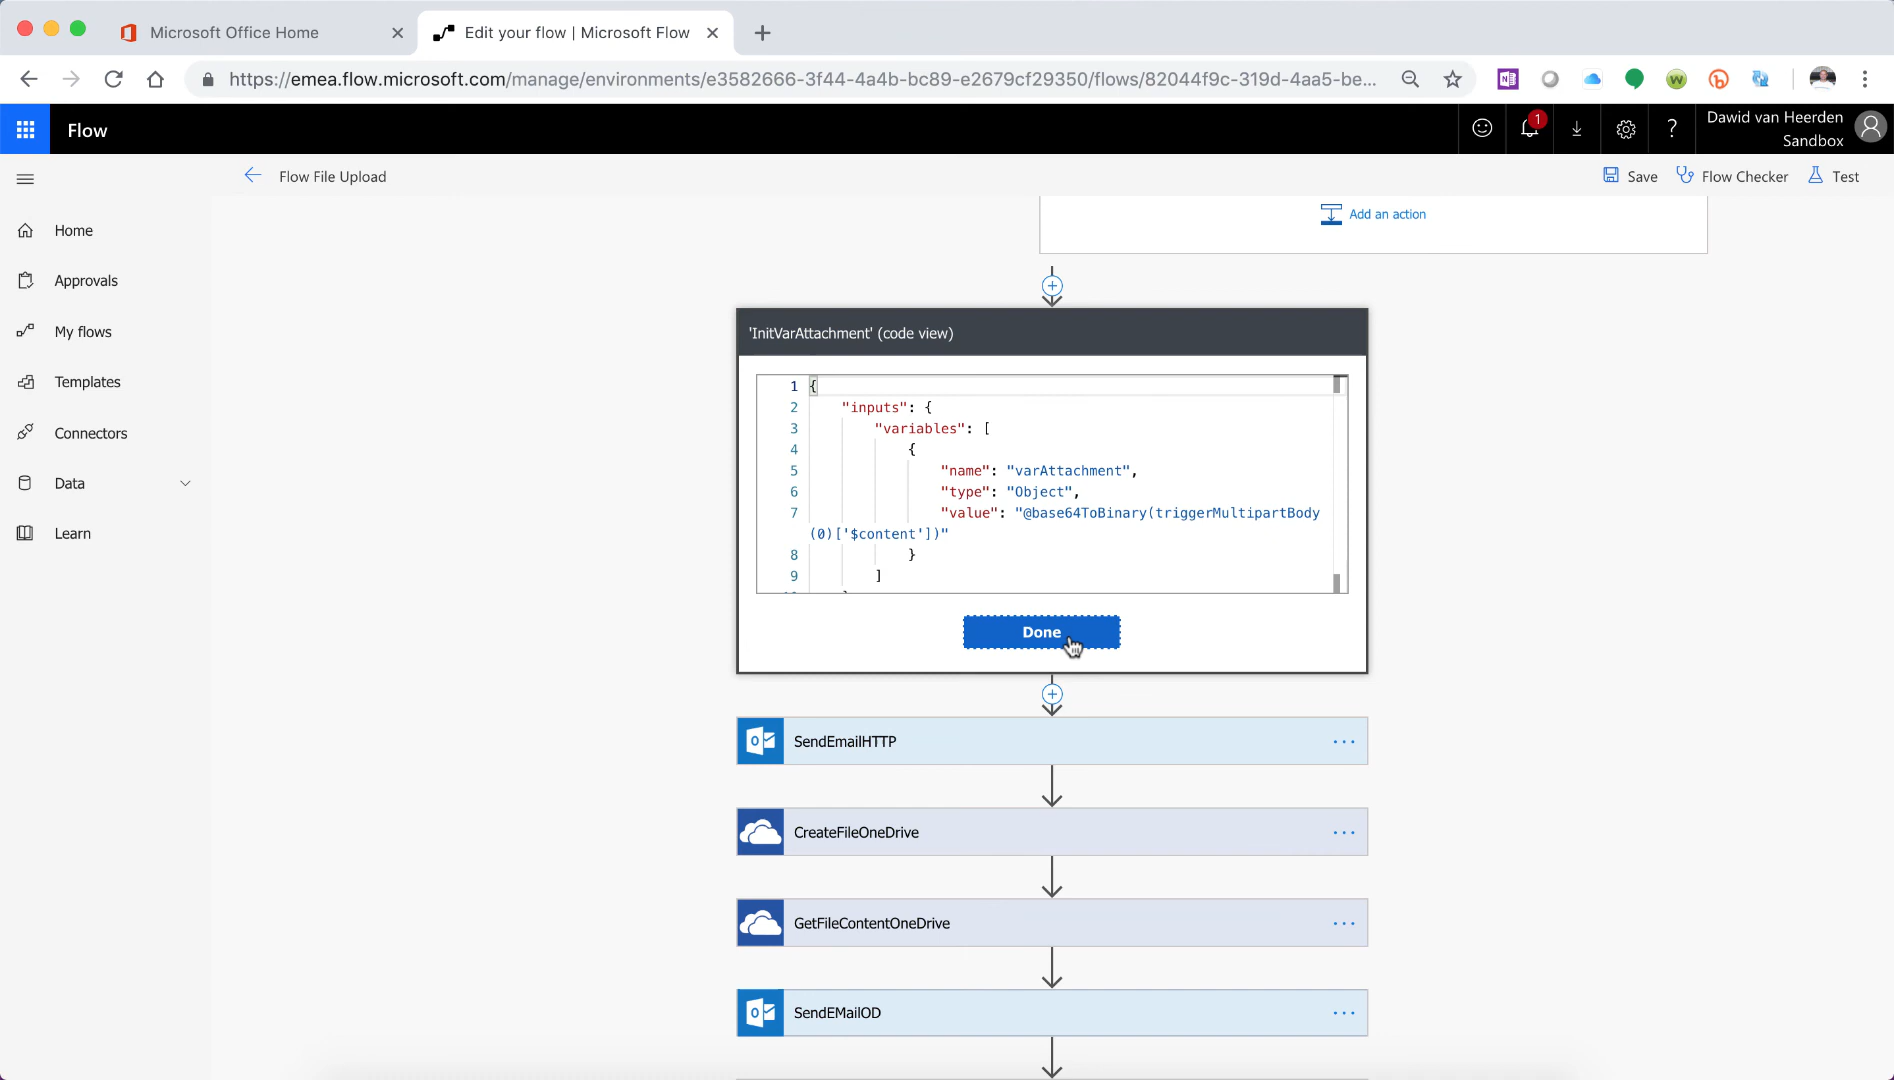 Microsoft Office Home
Edit your flow | Microsoft Flow
https://emea.flow.microsoft.com/manage/environments/e3582666-3f44-4a4b-bc89-e2679cf29350/flows/82044f9c-319d-4aa5-be...
Flow
1
?
Dawid van Heerden
Sandbox
Flow File Upload
Save
Flow Checker
Test
Home
Approvals
My flows
Templates
Connectors
Data
Learn
Add an action
'InitVarAttachment' (code view)
1 {
2 "inputs": {
3 "variables": [
4 {
5 "name": "varAttachment",
6 "type": "Object",
7 "value": "@base64ToBinary(triggerMultipartBody
(0)['$content'])"
8 }
9 ]
Done
SendEmailHTTP
CreateFileOneDrive
GetFileContentOneDrive
SendEMailOD